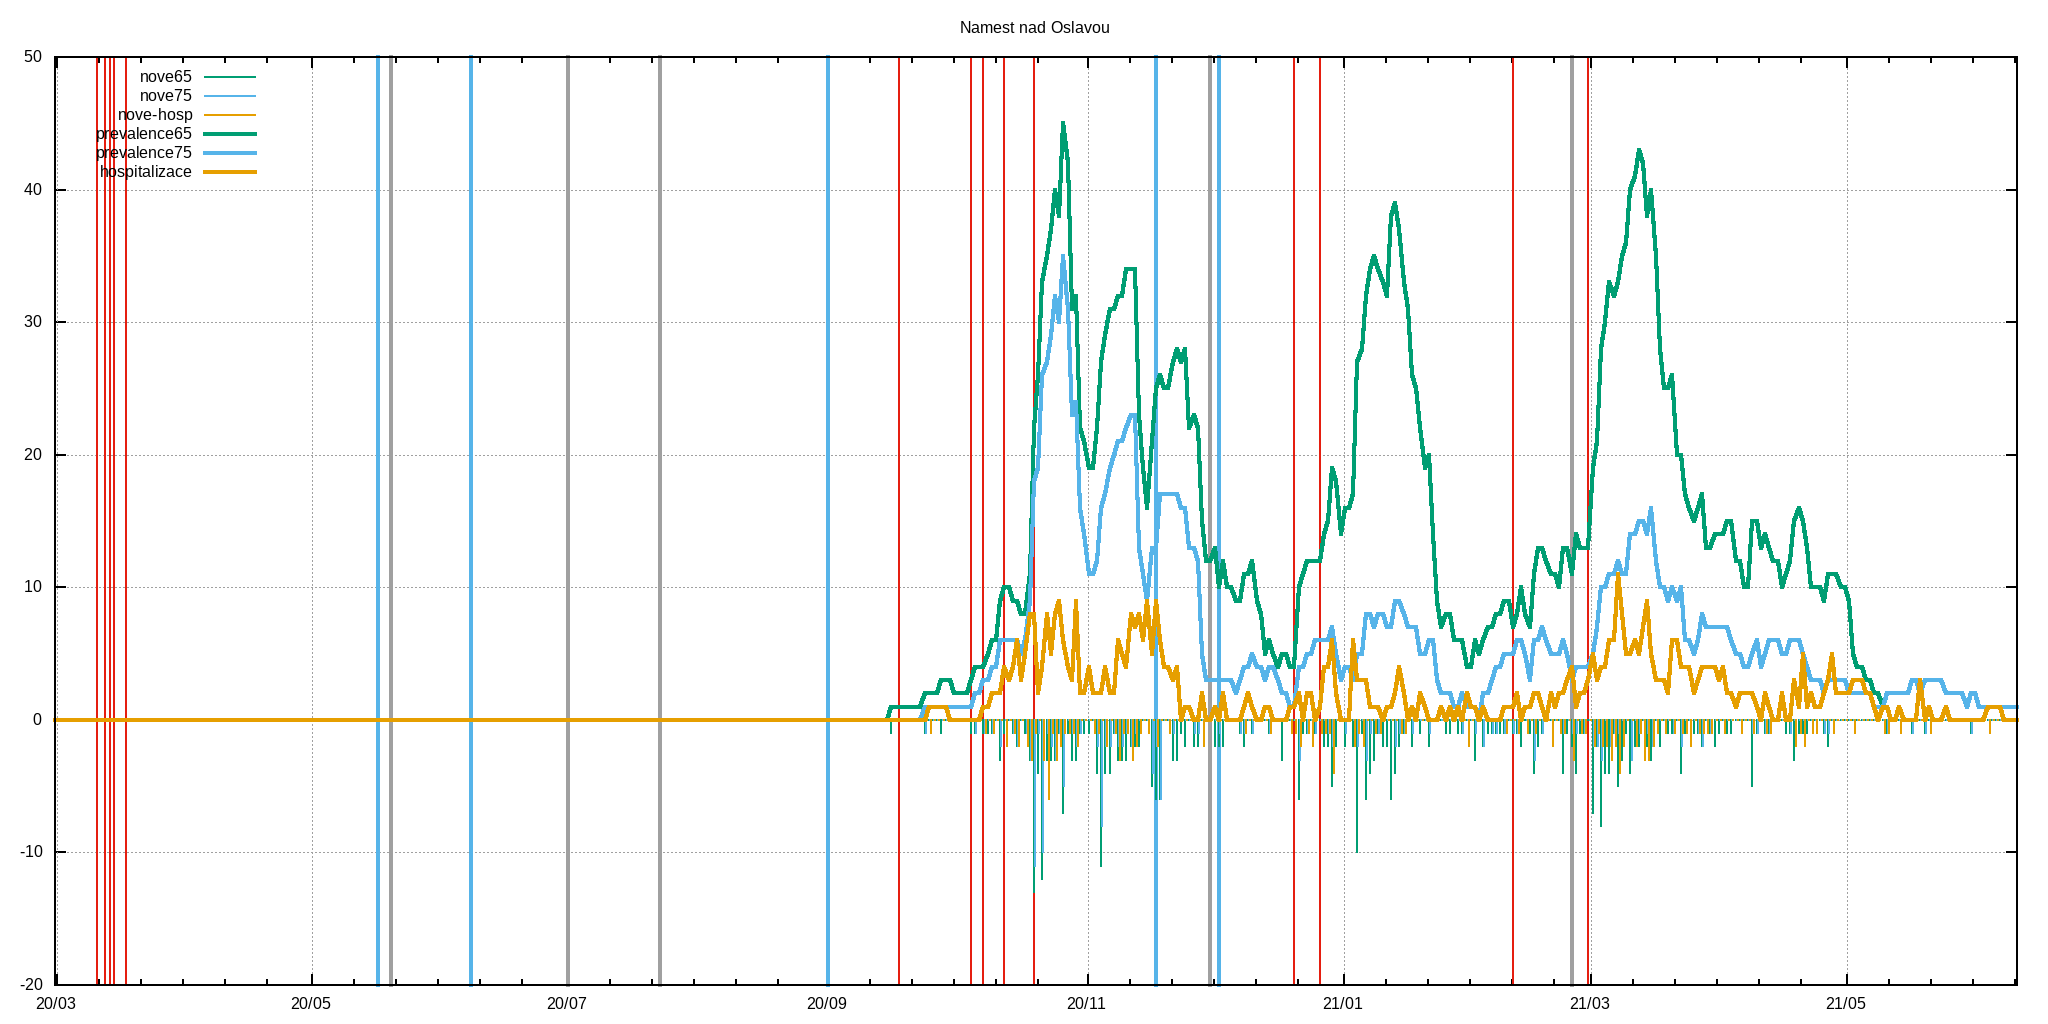 Namest nad Oslavou
50
nove65
nove75
nove-hosp
prevalence65
prevalence75
hospitalizace
40
30
20
10
0
-10
-20
20/03 20/05 20/07 20/09 20/11 21/01 21/03 21/05